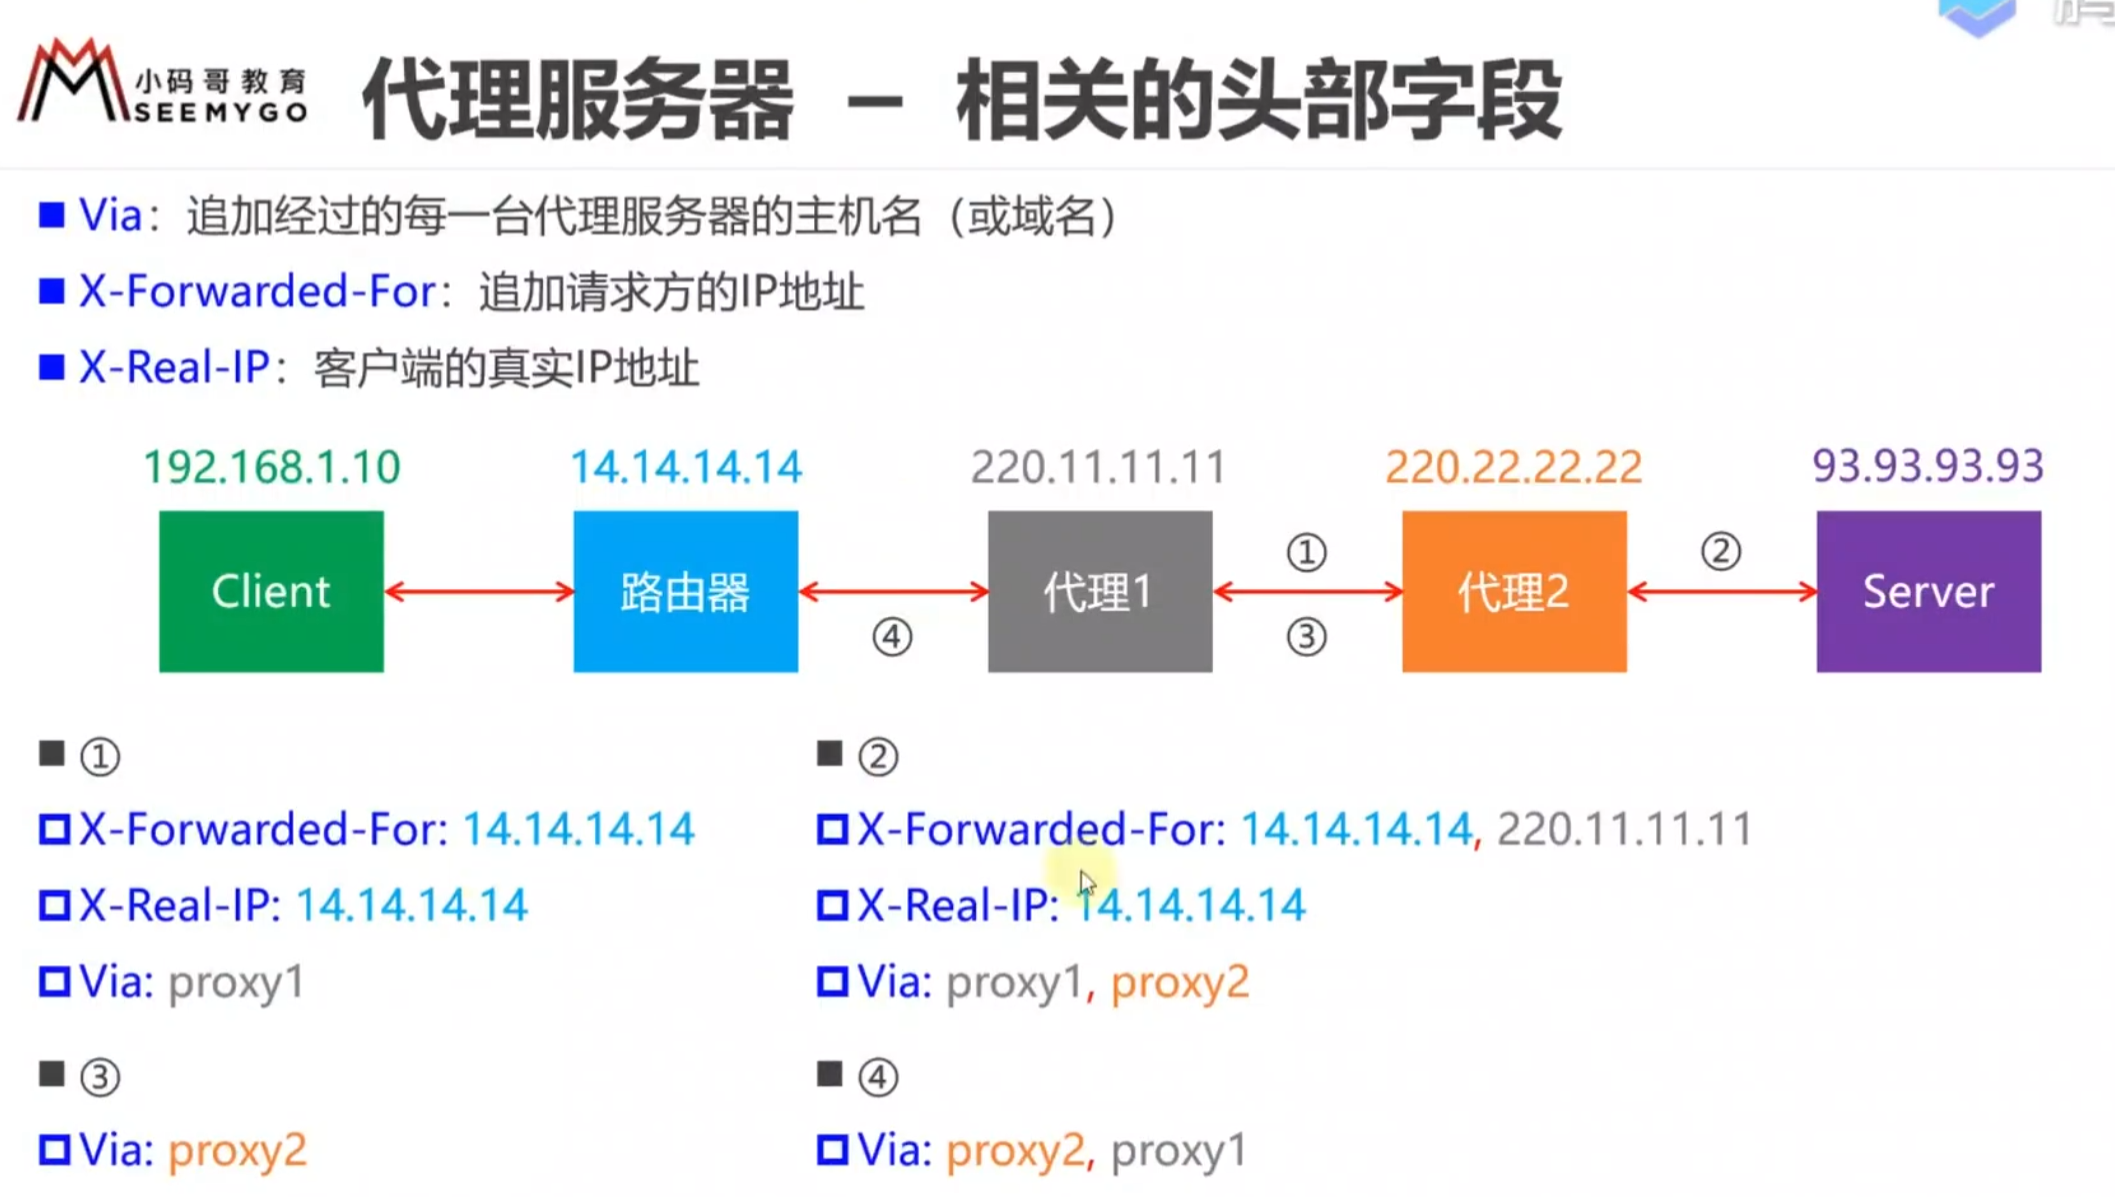 小码哥教育
SEEMYGO
代理服务器 – 相关的头部字段
Via：追加经过的每一台代理服务器的主机名（或域名）
X-Forwarded-For：追加请求方的IP地址
X-Real-IP：客户端的真实IP地址
192.168.1.10 14.14.14.14 220.11.11.11 220.22.22.22 93.93.93.93
① ②
Client 路由器 代理1 代理2 Server
④ ③
①
X-Forwarded-For: 14.14.14.14
X-Real-IP: 14.14.14.14
Via: proxy1
②
X-Forwarded-For: 14.14.14.14, 220.11.11.11
X-Real-IP: 14.14.14.14
Via: proxy1, proxy2
③
Via: proxy2
④
Via: proxy2, proxy1